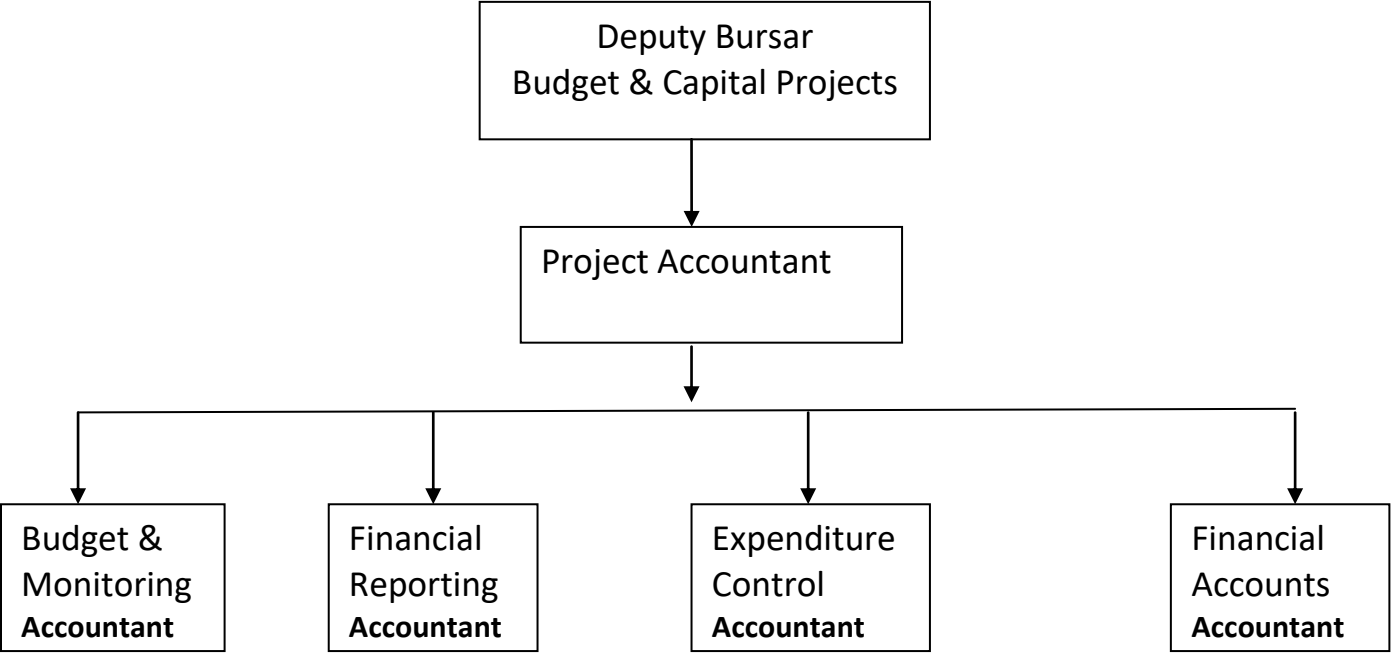 Deputy Bursar
Budget & Capital Projects
Project Accountant
Budget &
Monitoring
Accountant
Financial
Reporting
Accountant
Expenditure
Control
Accountant
Financial
Accounts
Accountant